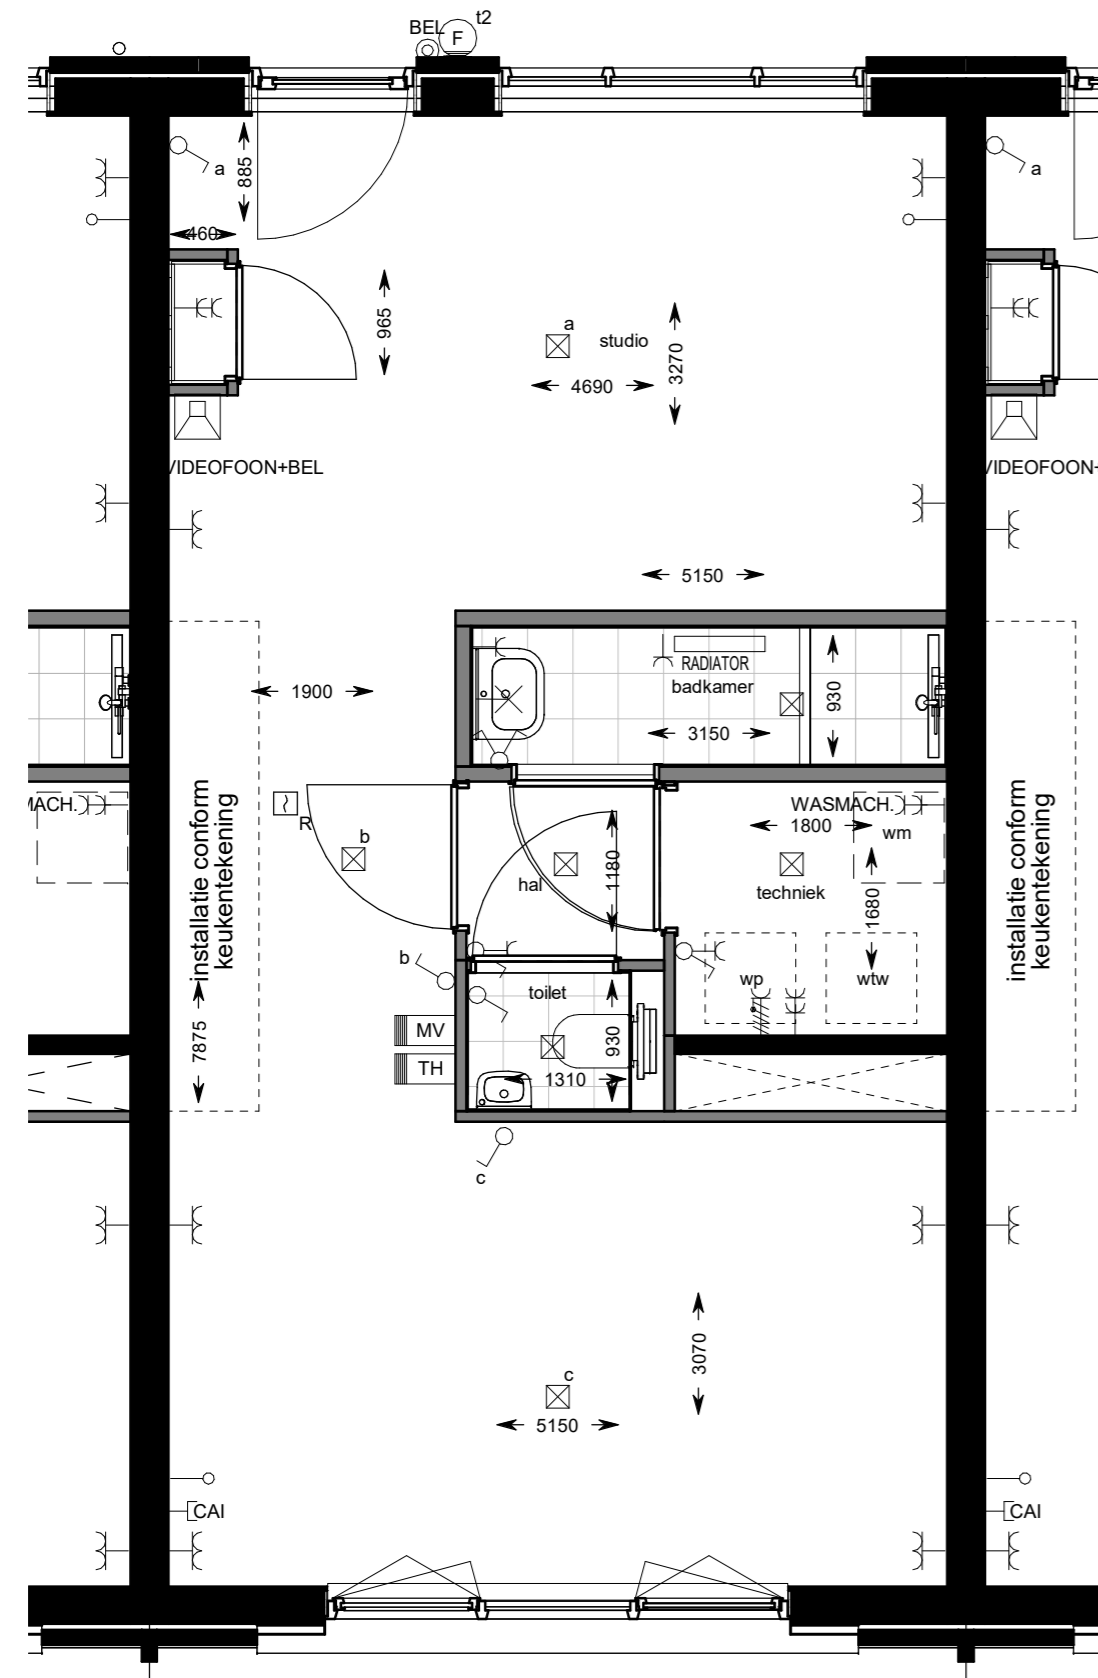 t2
BEL
F
a
885
a
460
965
a
studio
3270
4690
VIDEOFOON+BEL
VIDEOFOON+
5150
RADIATOR
badkamer
930
1900
3150
installatie conform
keukentekening
MACH.
R
b
WASMACH.
1800
wm
hal
1180
techniek
1680
installatie conform
keukentekening
b
wp
wtw
toilet
7875
MV
TH
930
1310
c
3070
c
5150
CAI
CAI